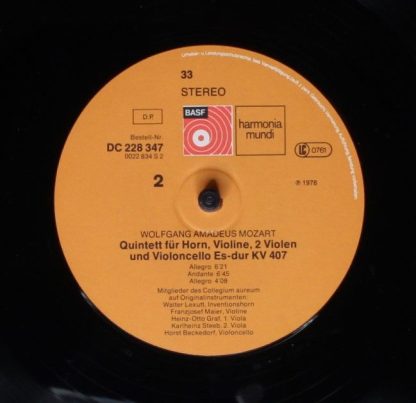 33
STEREO
D.P.
BASF
harmonia
mundi
Bestell-Nr.
DC 228 347
0022 834 S 2
LC 0761
2
℗ 1976
WOLFGANG AMADEUS MOZART
Quintett für Horn, Violine, 2 Violen
und Violoncello Es-dur KV 407
Allegro 6'21
Andante 6'45
Allegro 4'08
Mitglieder des Collegium aureum
auf Originalinstrumenten:
Walter Lexutt, Inventionshorn
Franzjosef Maier, Violine
Heinz-Otto Graf, 1. Viola
Karlheinz Steeb, 2. Viola
Horst Beckedorf, Violoncello